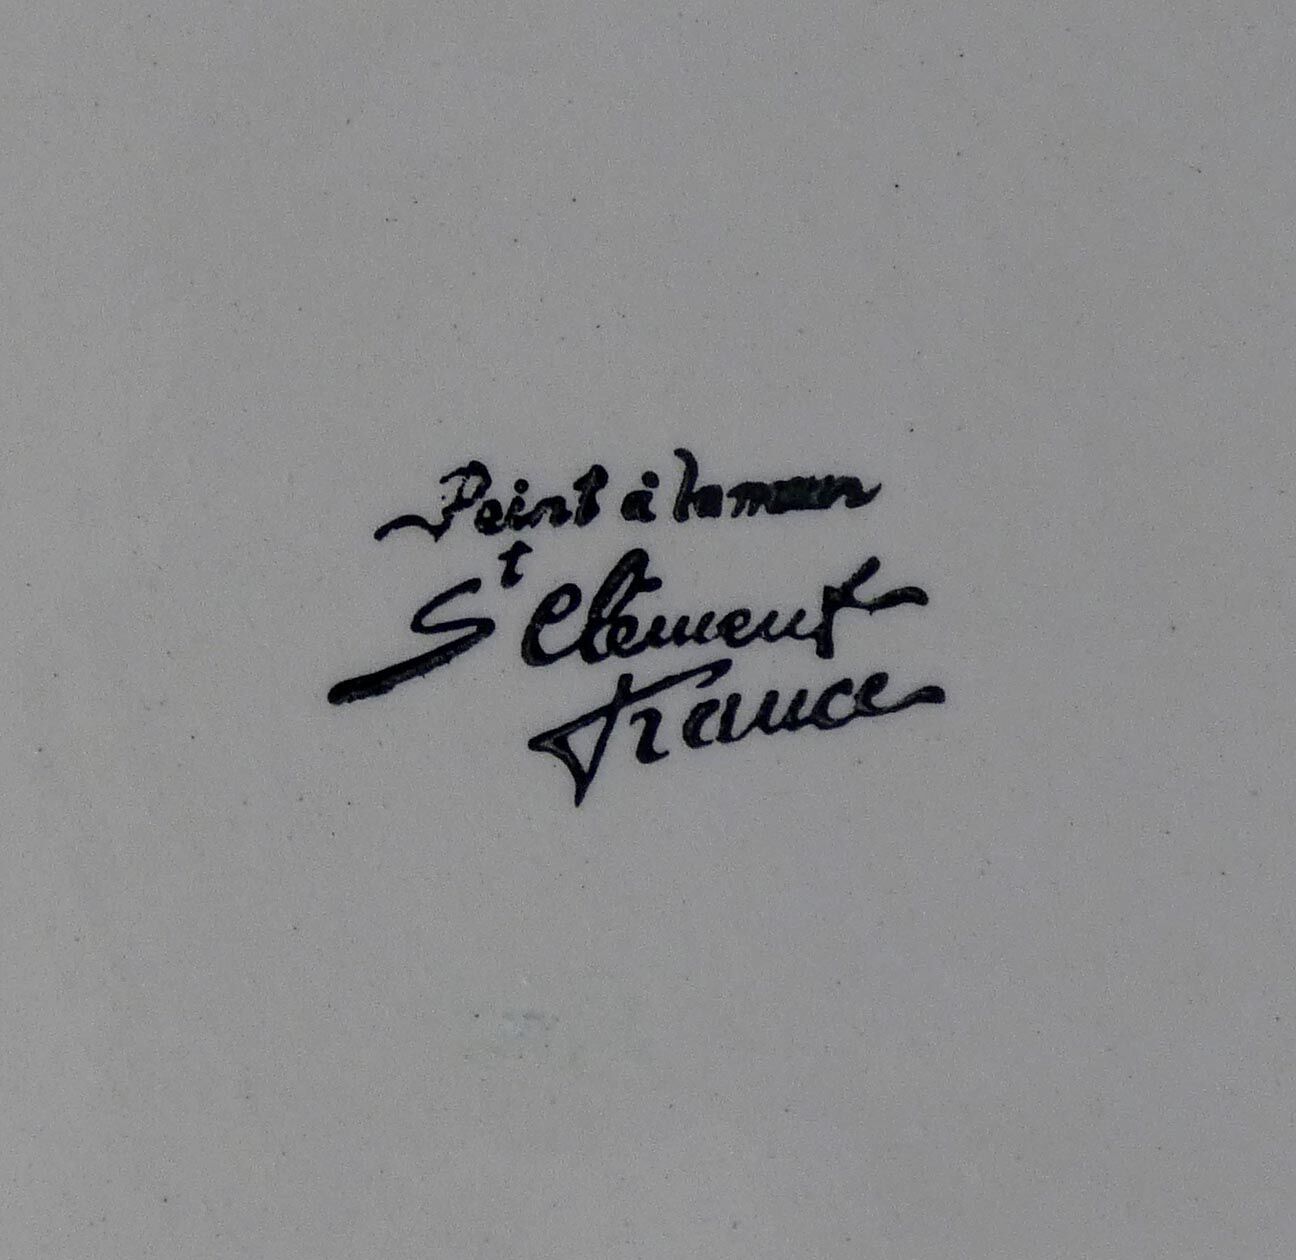 Peint à la main
St Clément
France